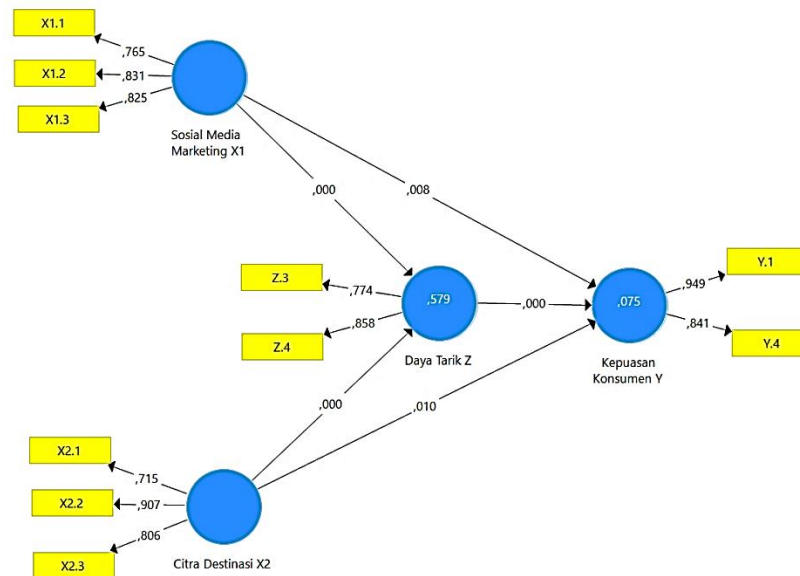 X1.1
,765
X1.2
,831
X1.3
,825
Sosial Media
Marketing X1
,000
,008
Z.3
,774
Z.4
,858
,579
Daya Tarik Z
,000
,075
Kepuasan
Konsumen Y
Y.1
,949
Y.4
,841
,000
,010
X2.1
,715
X2.2
,907
X2.3
,806
Citra Destinasi X2